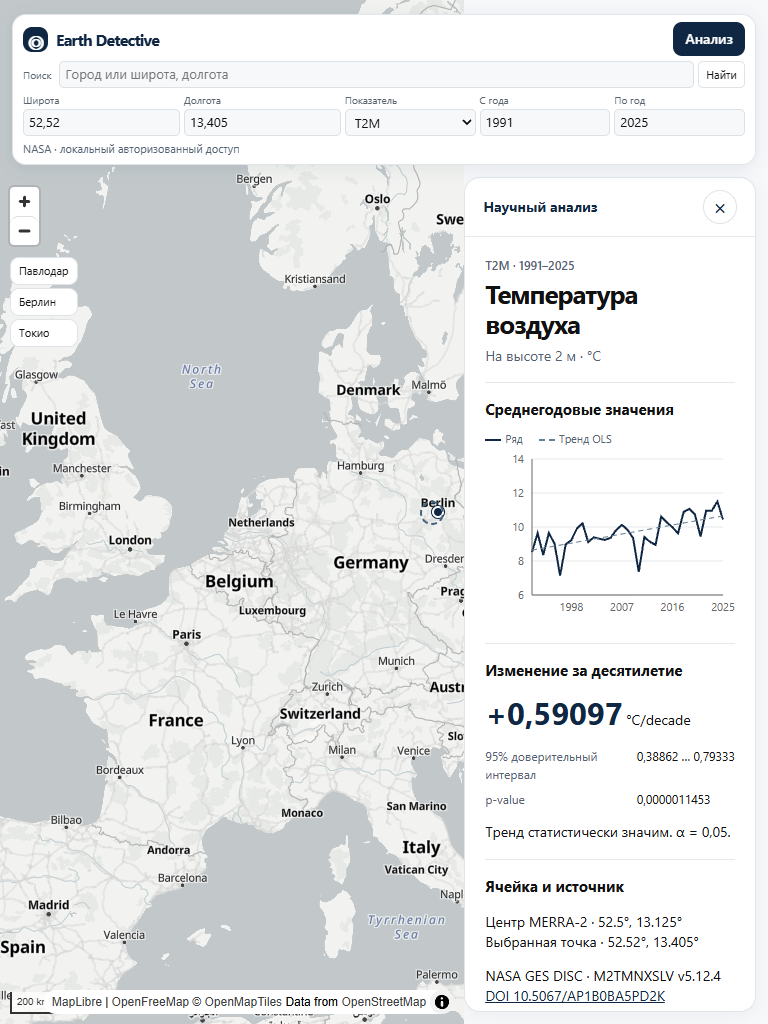 Earth Detective
Анализ
Поиск
Город или широта, долгота
Найти
Широта
Долгота
Показатель
С года
По год
52,52
13,405
T2M
1991
2025
NASA · локальный авторизованный доступ
+
−
Павлодар
Берлин
Токио
Bergen
Oslo
Swe
Kristiansand
Glasgow
North
Sea
Denmark
Malmö
United
Kingdom
Manchester
Hamburg
Birmingham
Berlin
Netherlands
London
Germany
Dresden
Belgium
Prag
Luxembourg
Le Havre
Paris
Munich
Zurich
Austr
France
Switzerland
Slo
Lyon
Milan
Venice
Bordeaux
Monaco
San Marino
Bilbao
Italy
Andorra
Vatican City
Barcelona
Napl
Madrid
Tyrrhenian
Sea
Valencia
Spain
Palermo
200 kr
MapLibre | OpenFreeMap © OpenMapTiles Data from OpenStreetMap
Научный анализ
×
T2M · 1991–2025
Температура
воздуха
На высоте 2 м · °C
Среднегодовые значения
Ряд
Тренд OLS
14
12
10
8
6
1998
2007
2016
2025
Изменение за десятилетие
+0,59097 °C/decade
95% доверительный интервал
0,38862 … 0,79333
p-value
0,0000011453
Тренд статистически значим. α = 0,05.
Ячейка и источник
Центр MERRA-2 · 52.5°, 13.125°
Выбранная точка · 52.52°, 13.405°
NASA GES DISC · M2TMNXSLV v5.12.4
DOI 10.5067/AP1B0BA5PD2K